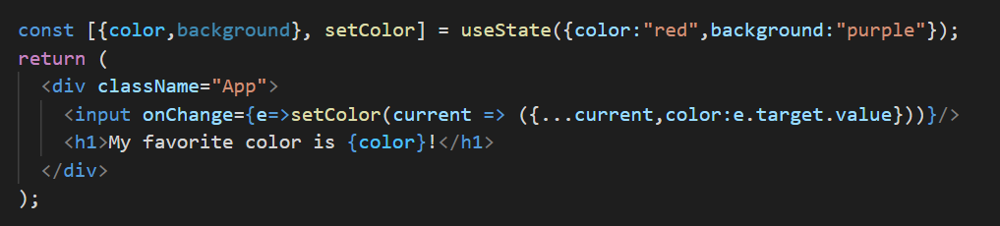 const [{color,background}, setColor] = useState({color:"red",background:"purple"});
return (
<div className="App">
<input onChange={e=>setColor(current => ({...current,color:e.target.value}))}/>
<h1>My favorite color is {color}!</h1>
</div>
);